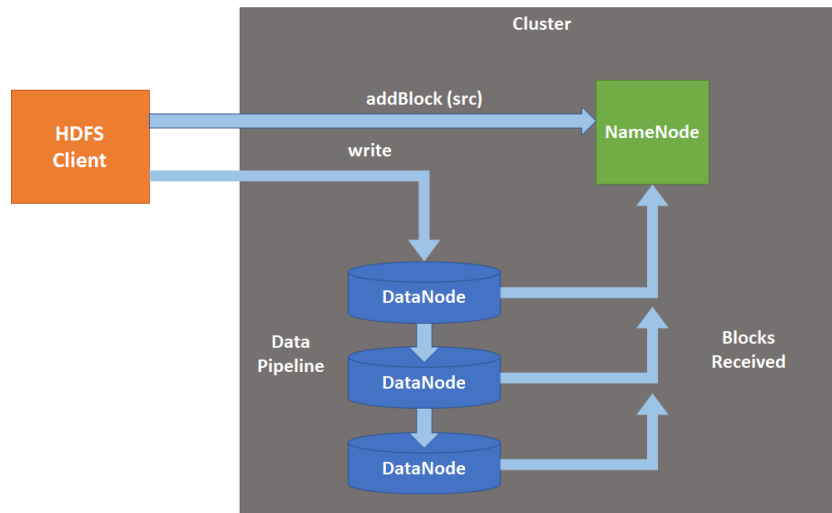 Cluster
addBlock (src)
HDFS
Client
NameNode
write
DataNode
Data
Pipeline
Blocks
Received
DataNode
DataNode